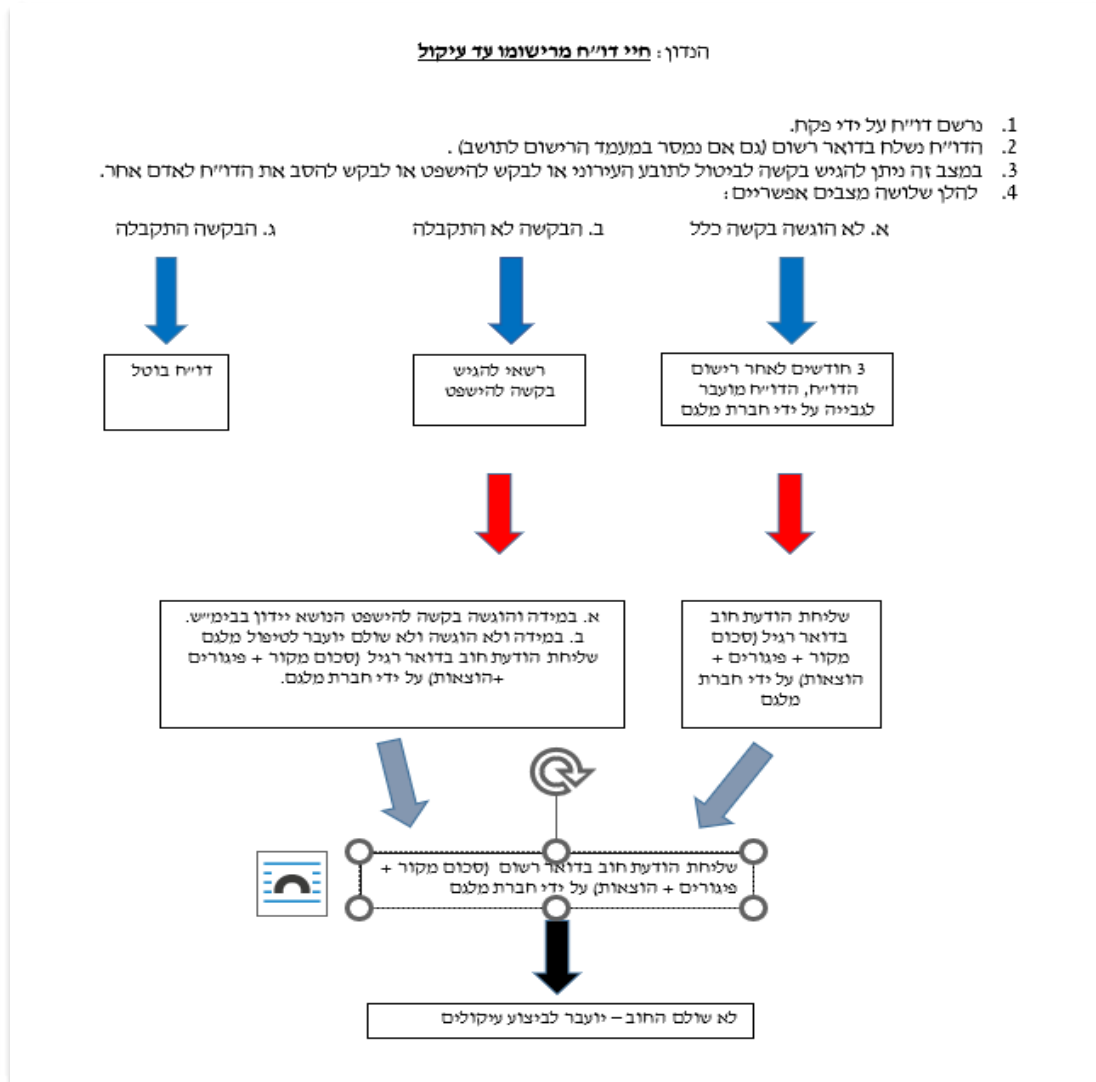 הנדון: חיי דו"ח מרישומו עד עיקול
1. נרשם דו"ח על ידי פקח.
2. הדו"ח נשלח בדואר רשום (גם אם נמסר במעמד הרישום לתושב) .
3. במצב זה ניתן להגיש בקשה לביטול לתובע העירוני או לבקש להישפט או לבקש להסב את הדו"ח לאדם אחר.
4. להלן שלושה מצבים אפשריים:
א. לא הוגשה בקשה כלל
ב. הבקשה לא התקבלה
ג. הבקשה התקבלה
3 חודשים לאחר רישום
הדו"ח, הדו"ח מועבר
לגבייה על ידי חברת מלגם
רשאי להגיש
בקשה להישפט
דו"ח בוטל
שליחת הודעת חוב
בדואר רגיל (סכום
מקור + פיגורים +
הוצאות) על ידי חברת
מלגם
א. במידה והוגשה בקשה להישפט הנושא יידון בבימ"ש.
ב. במידה ולא הוגשה ולא שולם יועבר לטיפול מלגם
שליחת הודעת חוב בדואר רגיל (סכום מקור + פיגורים
+הוצאות) על ידי חברת מלגם.
שליחת הודעת חוב בדואר רשום (סכום מקור +
פיגורים + הוצאות) על ידי חברת מלגם
לא שולם החוב – יועבר לביצוע עיקולים